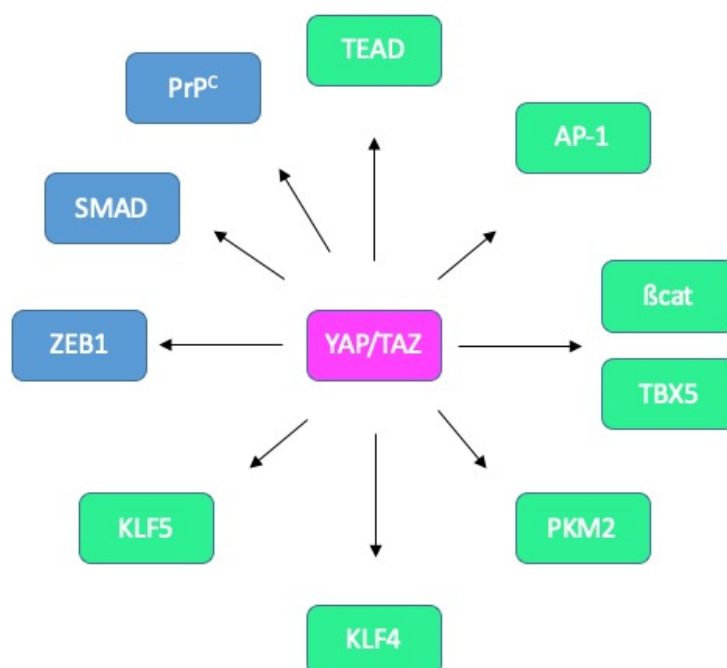 TEAD
PrPᶜ
AP-1
SMAD
ßcat
ZEB1
YAP/TAZ
TBX5
KLF5
PKM2
KLF4